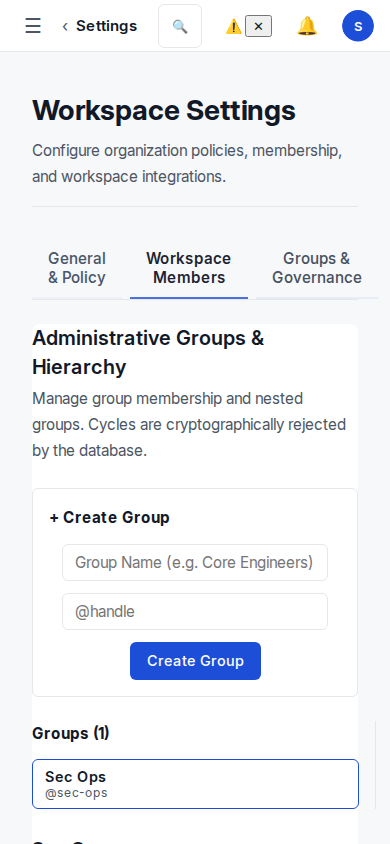 ☰ ‹ Settings 🔍 ⚠️ ✕ 🔔 S
Workspace Settings
Configure organization policies, membership,
and workspace integrations.
General
& Policy
Workspace
Members
Groups &
Governance
Administrative Groups &
Hierarchy
Manage group membership and nested
groups. Cycles are cryptographically rejected
by the database.
+ Create Group
Group Name (e.g. Core Engineers)
@handle
Create Group
Groups (1)
Sec Ops
@sec-ops